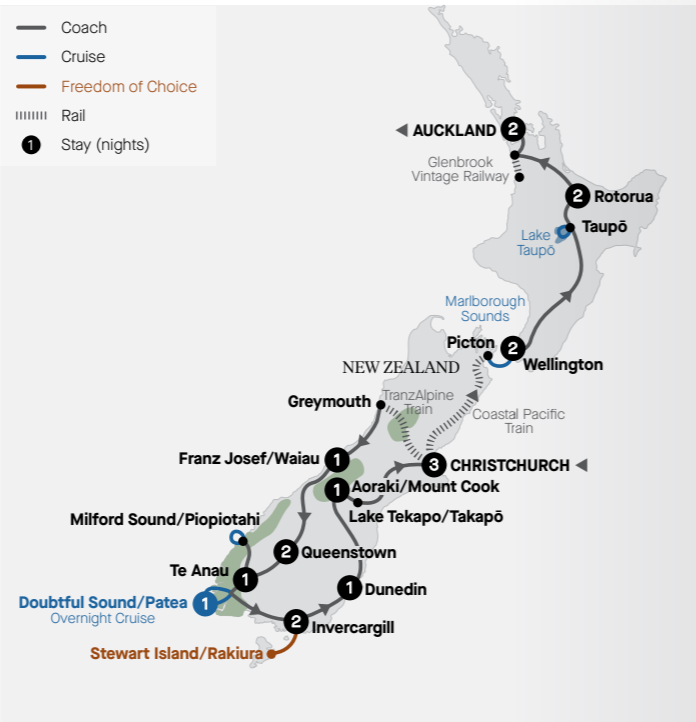 Coach
Cruise
Freedom of Choice
Rail
1 Stay (nights)
AUCKLAND 2
Glenbrook
Vintage Railway
2 Rotorua
Taupō
Lake
Taupō
Marlborough
Sounds
Picton
2
Wellington
NEW ZEALAND
TranzAlpine
Train
Greymouth
Coastal Pacific
Train
Franz Josef/Waiau 1
3 CHRISTCHURCH
1 Aoraki/Mount Cook
Lake Tekapo/Takapō
Milford Sound/Piopiotahi
2 Queenstown
Te Anau 1
1 Dunedin
Doubtful Sound/Patea 1
Overnight Cruise
2 Invercargill
Stewart Island/Rakiura